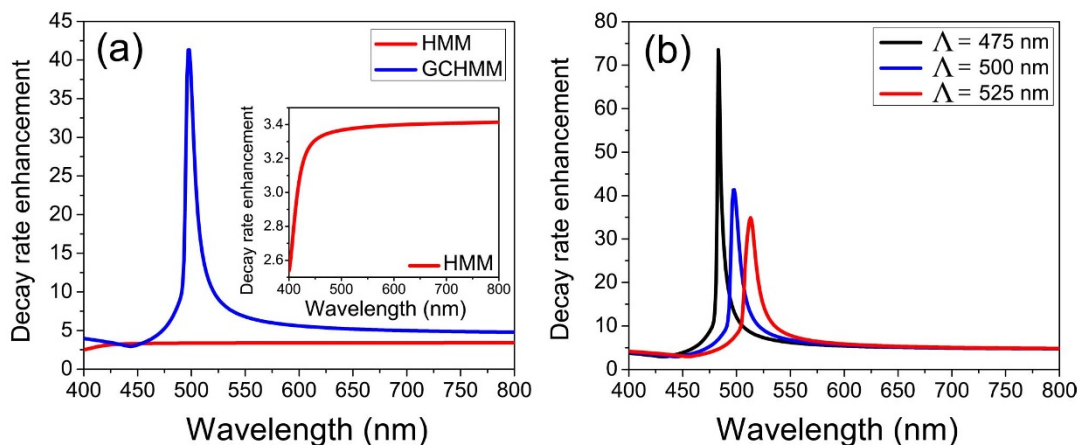 (a)
HMM
GCHMM
Decay rate enhancement
45
40
35
30
25
20
15
10
5
0
400 450 500 550 600 650 700 750 800
Wavelength (nm)
Decay rate enhancement
3.4
3.2
3.0
2.8
2.6
400 500 600 700 800
Wavelength (nm)
HMM
(b)
Λ = 475 nm
Λ = 500 nm
Λ = 525 nm
Decay rate enhancement
80
70
60
50
40
30
20
10
0
400 450 500 550 600 650 700 750 800
Wavelength (nm)